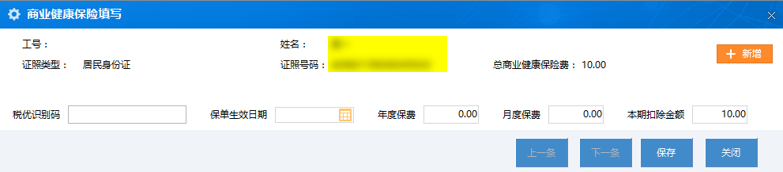 商业健康保险填写
工号： 姓名：
证照类型： 居民身份证 证照号码： 总商业健康保险费： 10.00 新增
税优识别码 保单生效日期 年度保费 0.00 月度保费 0.00 本期扣除金额 10.00
上一条 下一条 保存 关闭